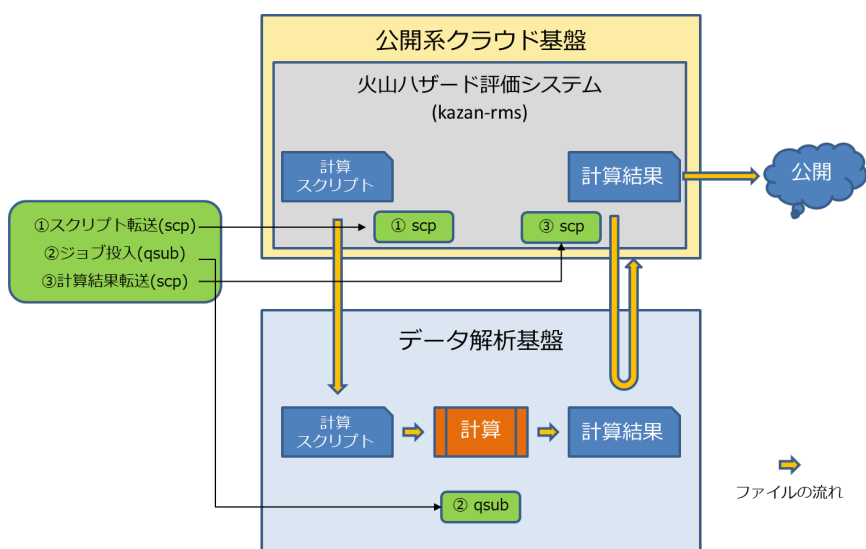 公開系クラウド基盤
火山ハザード評価システム
(kazan-rms)
計算
スクリプト
計算結果
公開
①スクリプト転送(scp)
②ジョブ投入(qsub)
③計算結果転送(scp)
① scp
③ scp
データ解析基盤
計算
スクリプト
計算
計算結果
② qsub
ファイルの流れ